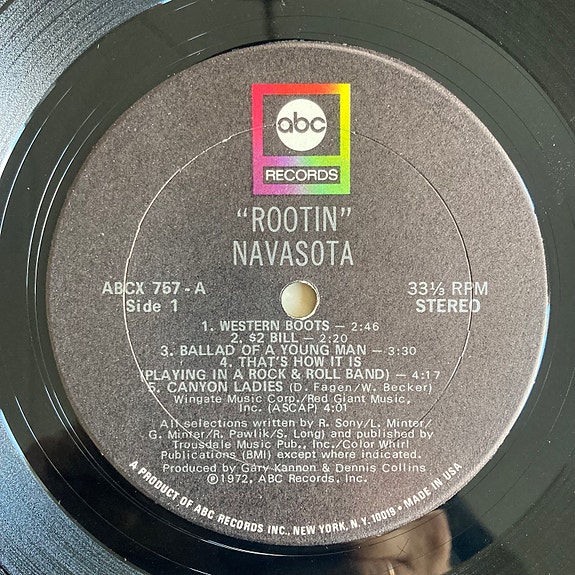 abc
RECORDS
"ROOTIN"
NAVASOTA
ABCX 757-A
Side 1
33⅓ RPM
STEREO
1. WESTERN BOOTS — 2:46
2. $2 BILL — 2:20
3. BALLAD OF A YOUNG MAN — 3:30
4. THAT'S HOW IT IS
(PLAYING IN A ROCK & ROLL BAND) — 4:17
5. CANYON LADIES (D. Fagen/W. Becker)
Wingate Music Corp./Red Giant Music,
Inc. (ASCAP) 4:01
All selections written by R. Sony/L. Minter/
G. Minter/R. Pawlik/S. Long) and published by
Trousdale Music Pub., Inc./Color Whirl
Publications (BMI) except where indicated.
Produced by Gary Kannon & Dennis Collins
©1972, ABC Records, Inc.
A PRODUCT OF ABC RECORDS INC., NEW YORK, N.Y. 10019 • MADE IN USA